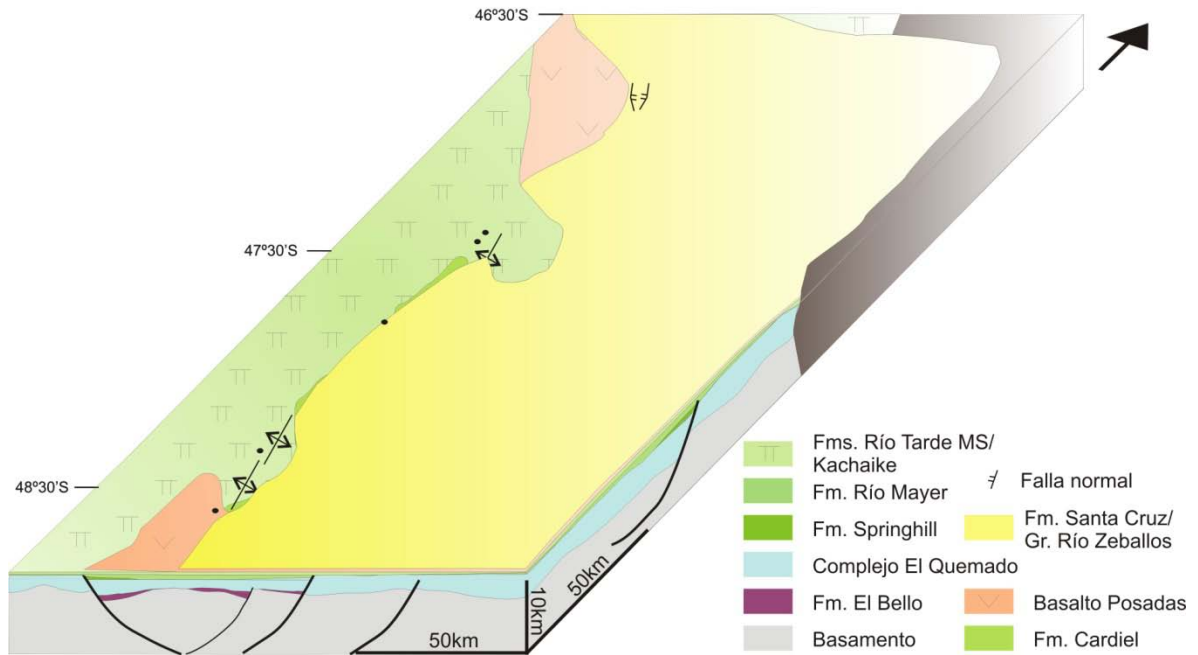 46º30'S
47º30'S
48º30'S
10km
50km
50km
Fms. Río Tarde MS/
Kachaike
Fm. Río Mayer
Fm. Springhill
Complejo El Quemado
Fm. El Bello
Basamento
Falla normal
Fm. Santa Cruz/
Gr. Río Zeballos
Basalto Posadas
Fm. Cardiel